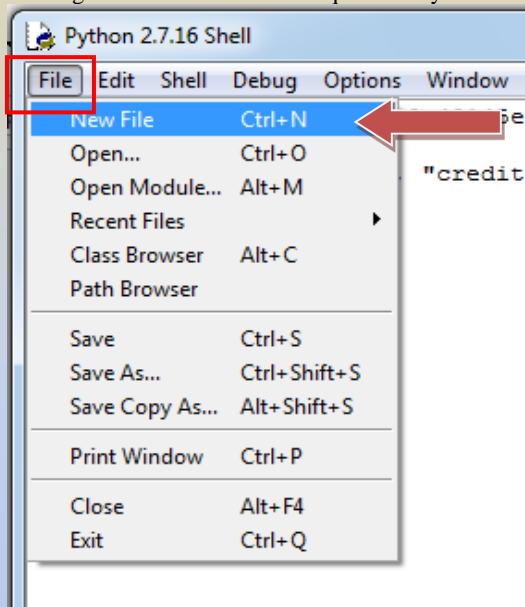 Python 2.7.16 Shell
File Edit Shell Debug Options Window
New File Ctrl+N
Open... Ctrl+O
"credit
Open Module... Alt+M
Recent Files
Class Browser Alt+C
Path Browser
Save Ctrl+S
Save As... Ctrl+Shift+S
Save Copy As... Alt+Shift+S
Print Window Ctrl+P
Close Alt+F4
Exit Ctrl+Q